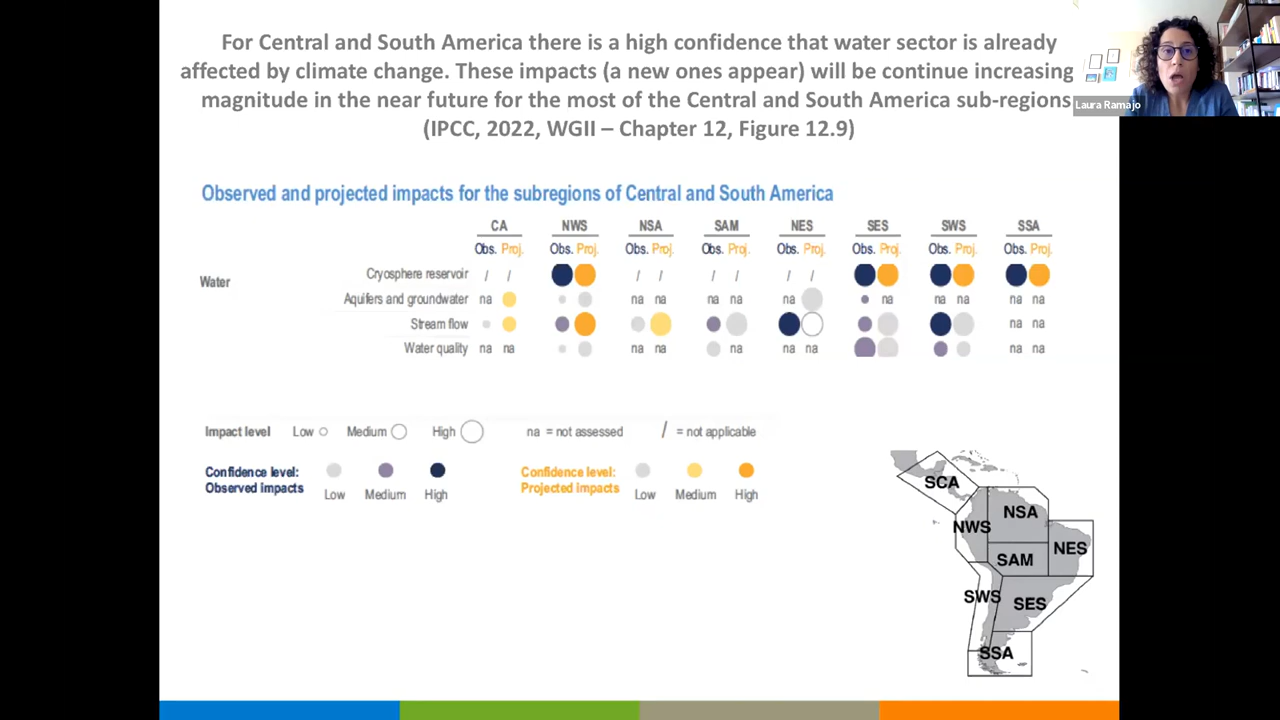 For Central and South America there is a high confidence that water sector is already
affected by climate change. These impacts (a new ones appear) will be continue increasing
magnitude in the near future for the most of the Central and South America sub-regions
(IPCC, 2022, WGII – Chapter 12, Figure 12.9)
Laura Ramajo
Observed and projected impacts for the subregions of Central and South America
CA NWS NSA SAM NES SES SWS SSA
Obs. Proj. Obs. Proj. Obs. Proj. Obs. Proj. Obs. Proj. Obs. Proj. Obs. Proj. Obs. Proj.
Water
Cryosphere reservoir / / / / / / / /
Aquifers and groundwater na na na na na na na na na na na
Stream flow na na
Water quality na na na na na na na na na
Impact level Low Medium High na = not assessed / = not applicable
Confidence level:
Observed impacts
Low Medium High
Confidence level:
Projected impacts
Low Medium High
SCA
NSA
NWS
NES
SAM
SWS
SES
SSA